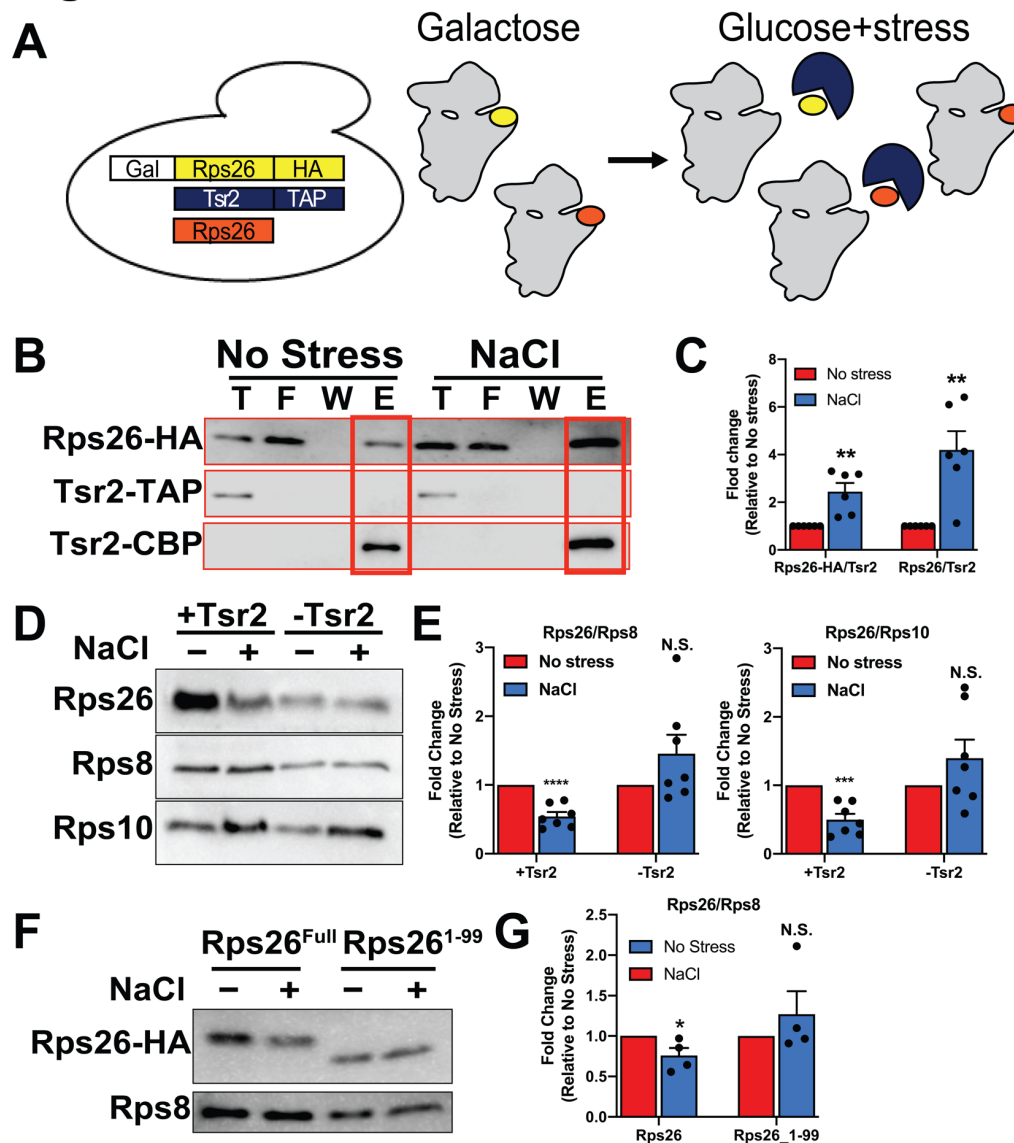 A
Galactose
Glucose+stress
Gal Rps26 HA
Tsr2 TAP
Rps26
B
No Stress NaCl
T F W E T F W E
Rps26-HA
Tsr2-TAP
Tsr2-CBP
C
Flod change
(Relative to No stress)
8
6
4
2
0
No stress
NaCl
**
**
Rps26-HA/Tsr2 Rps26/Tsr2
D
+Tsr2 -Tsr2
NaCl − + − +
Rps26
Rps8
Rps10
E
Rps26/Rps8
Fold Change
(Relative to No Stress)
3
2
1
0
No stress
NaCl
****
N.S.
+Tsr2 -Tsr2
Rps26/Rps10
Fold Change
(Relative to No Stress)
3
2
1
0
No stress
NaCl
***
N.S.
+Tsr2 -Tsr2
F
Rps26Full Rps261-99
NaCl − + − +
Rps26-HA
Rps8
G
Rps26/Rps8
Fold Change
(Relative to No Stress)
2.5
2.0
1.5
1.0
0.5
0.0
No Stress
NaCl
*
N.S.
Rps26 Rps26_1-99